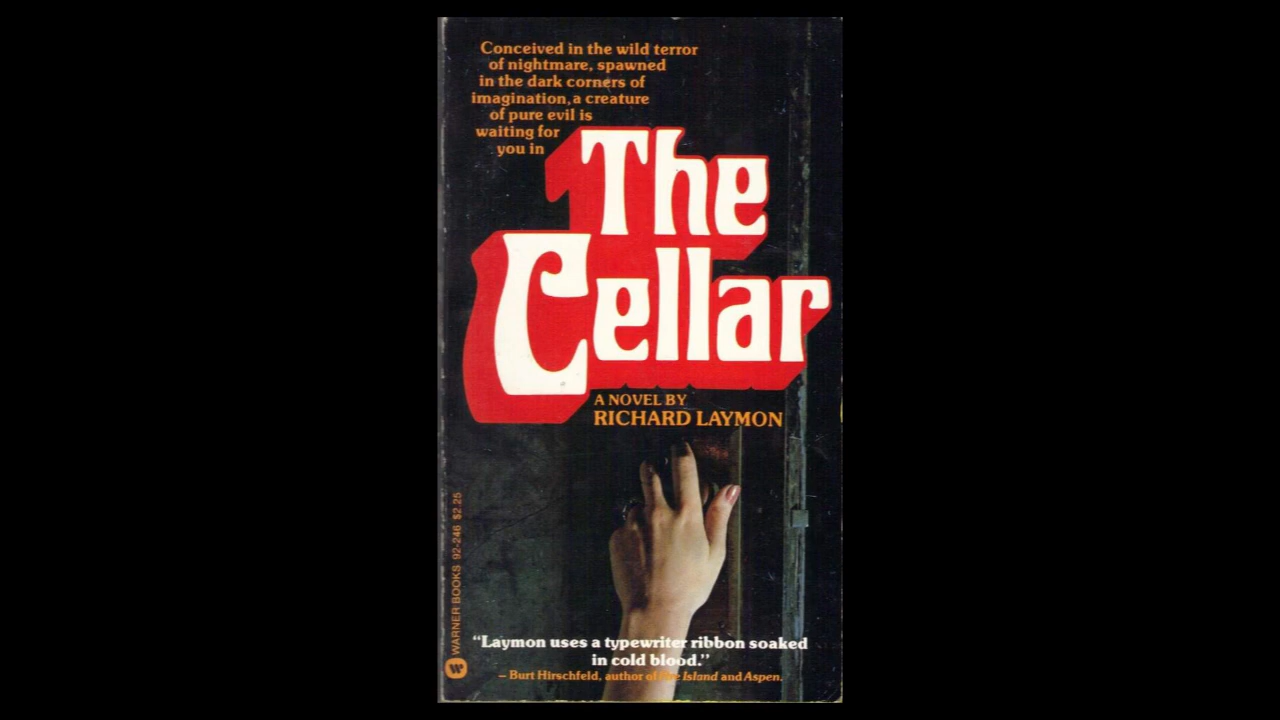 Conceived in the wild terror
of nightmare, spawned
in the dark corners of
imagination, a creature
of pure evil is
waiting for
you in
The
Cellar
A NOVEL BY
RICHARD LAYMON
WARNER BOOKS 92-246 $2.25
“Laymon uses a typewriter ribbon soaked
in cold blood.”
– Burt Hirschfeld, author of Fire Island and Aspen.